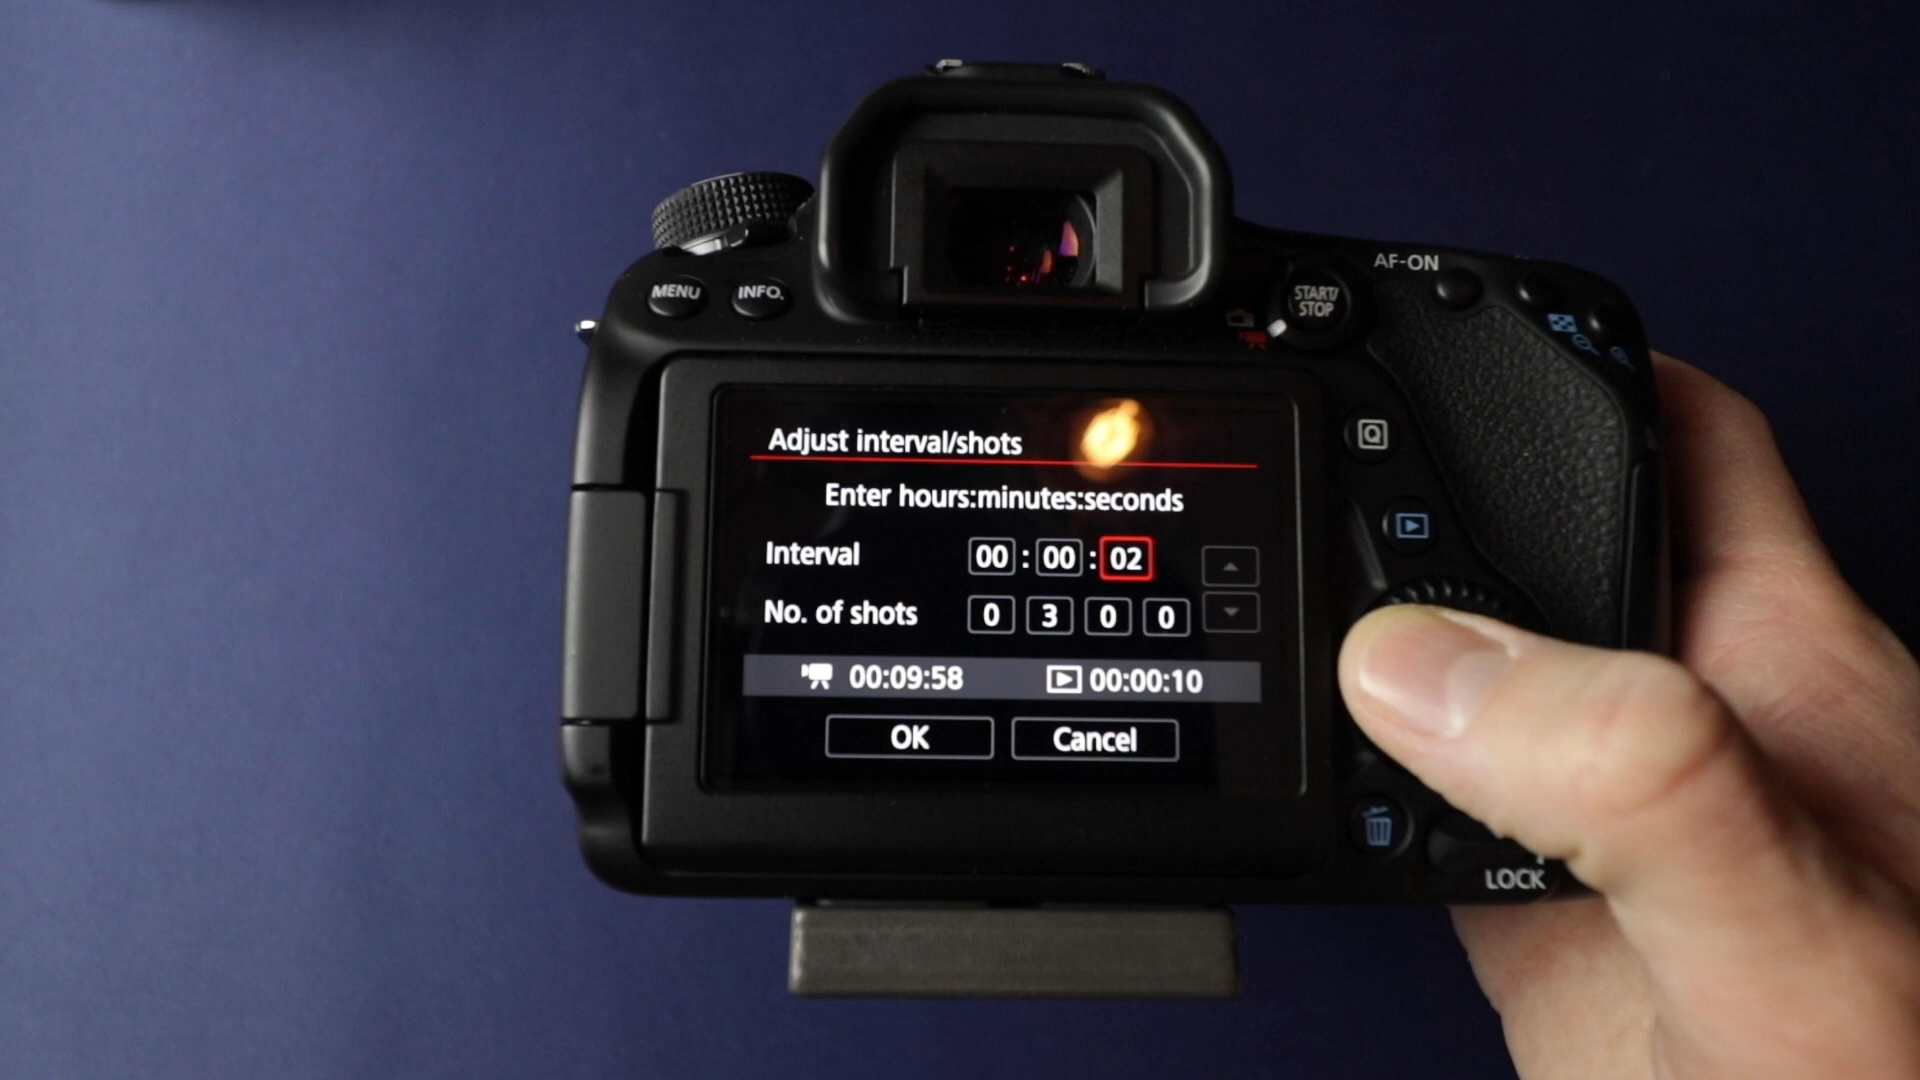 AF-ON
MENU INFO.
START/
STOP
Q
Adjust interval/shots
Enter hours:minutes:seconds
Interval 00 : 00 : 02
No. of shots 0 3 0 0
00:09:58 00:00:10
OK Cancel
LOCK